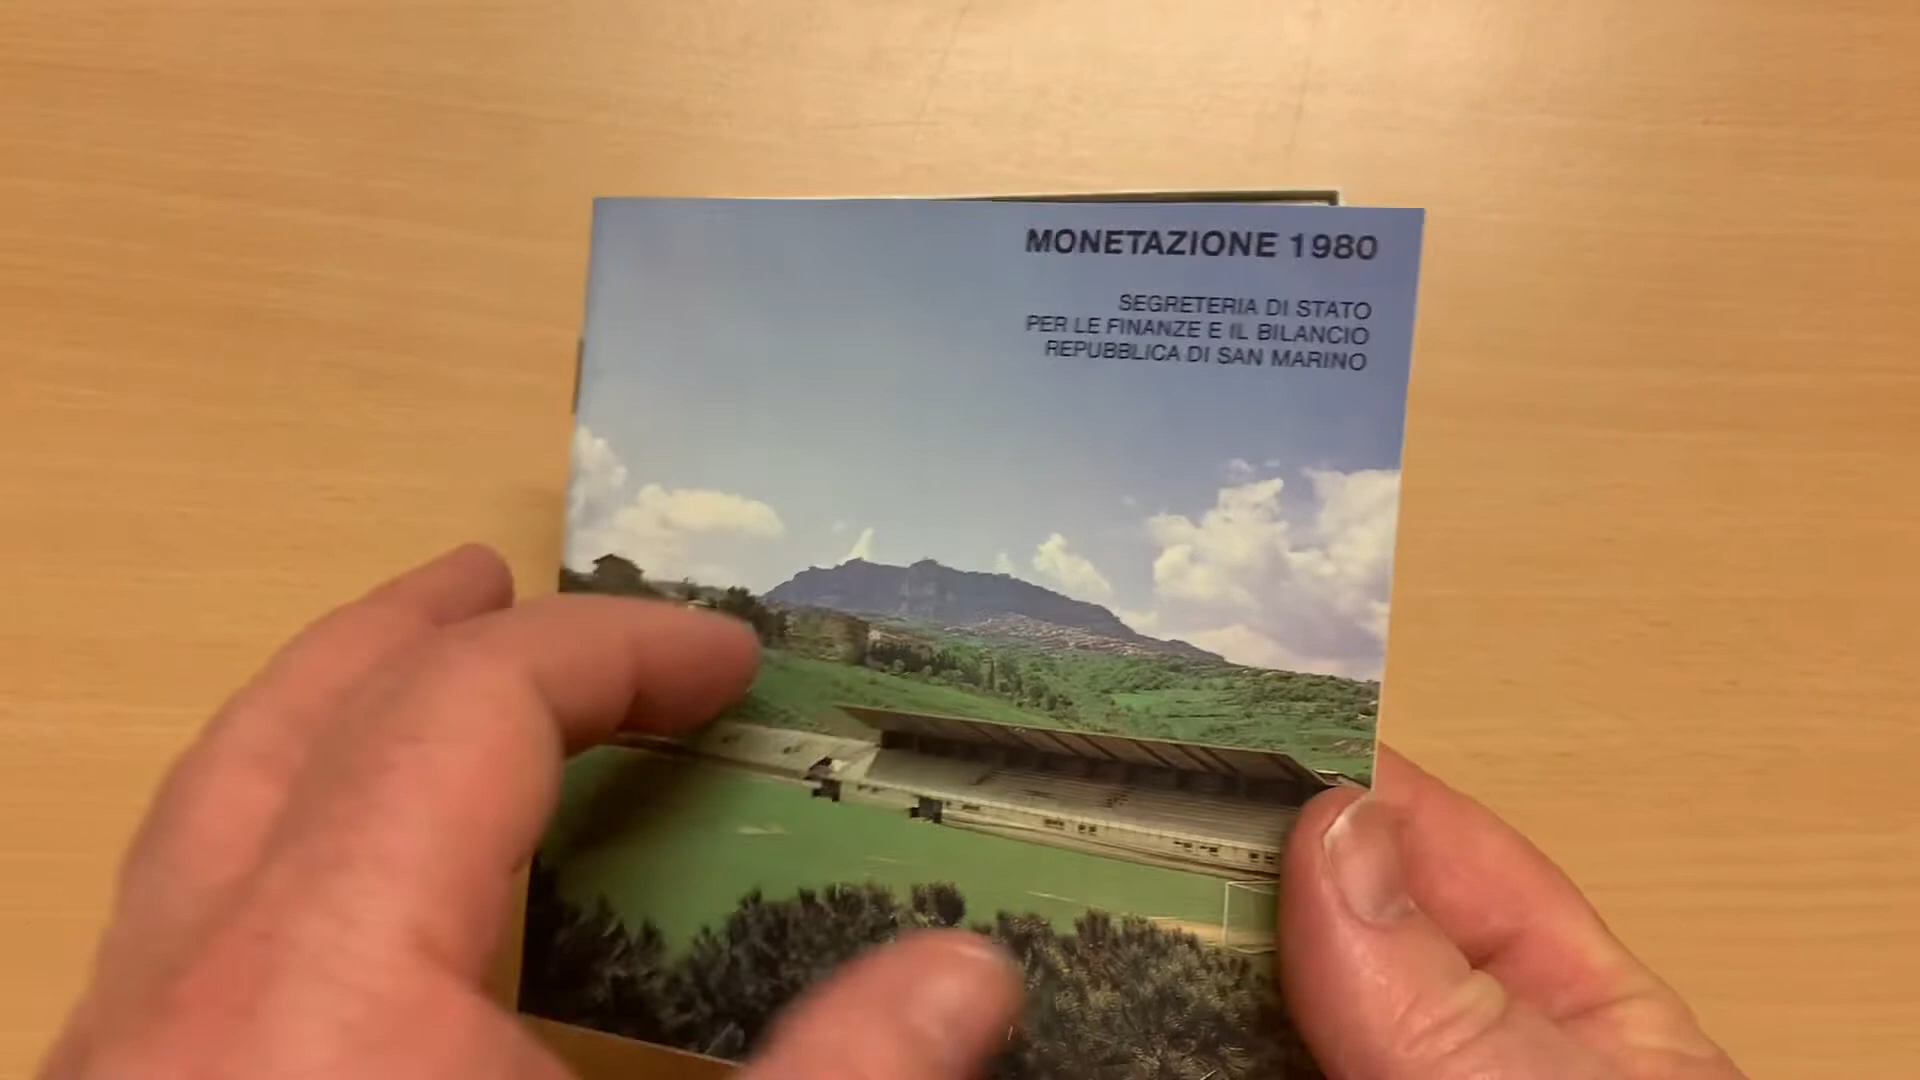 MONETAZIONE 1980
SEGRETERIA DI STATO
PER LE FINANZE E IL BILANCIO
REPUBBLICA DI SAN MARINO